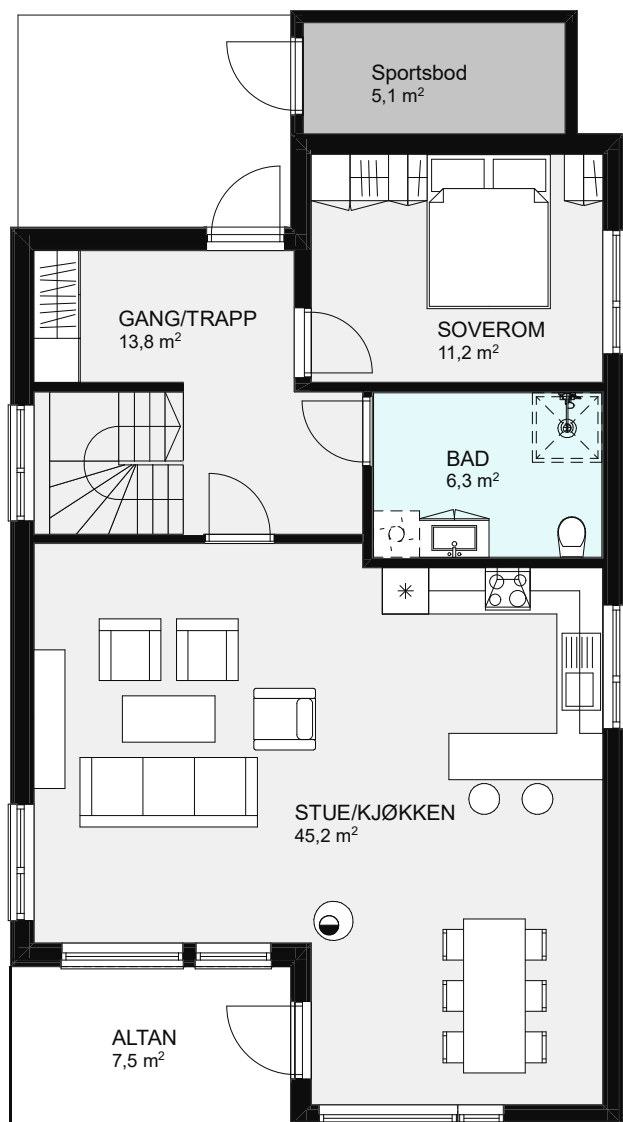 Sportsbod
5,1 m²
GANG/TRAPP
13,8 m²
SOVEROM
11,2 m²
BAD
6,3 m²
STUE/KJØKKEN
45,2 m²
ALTAN
7,5 m²